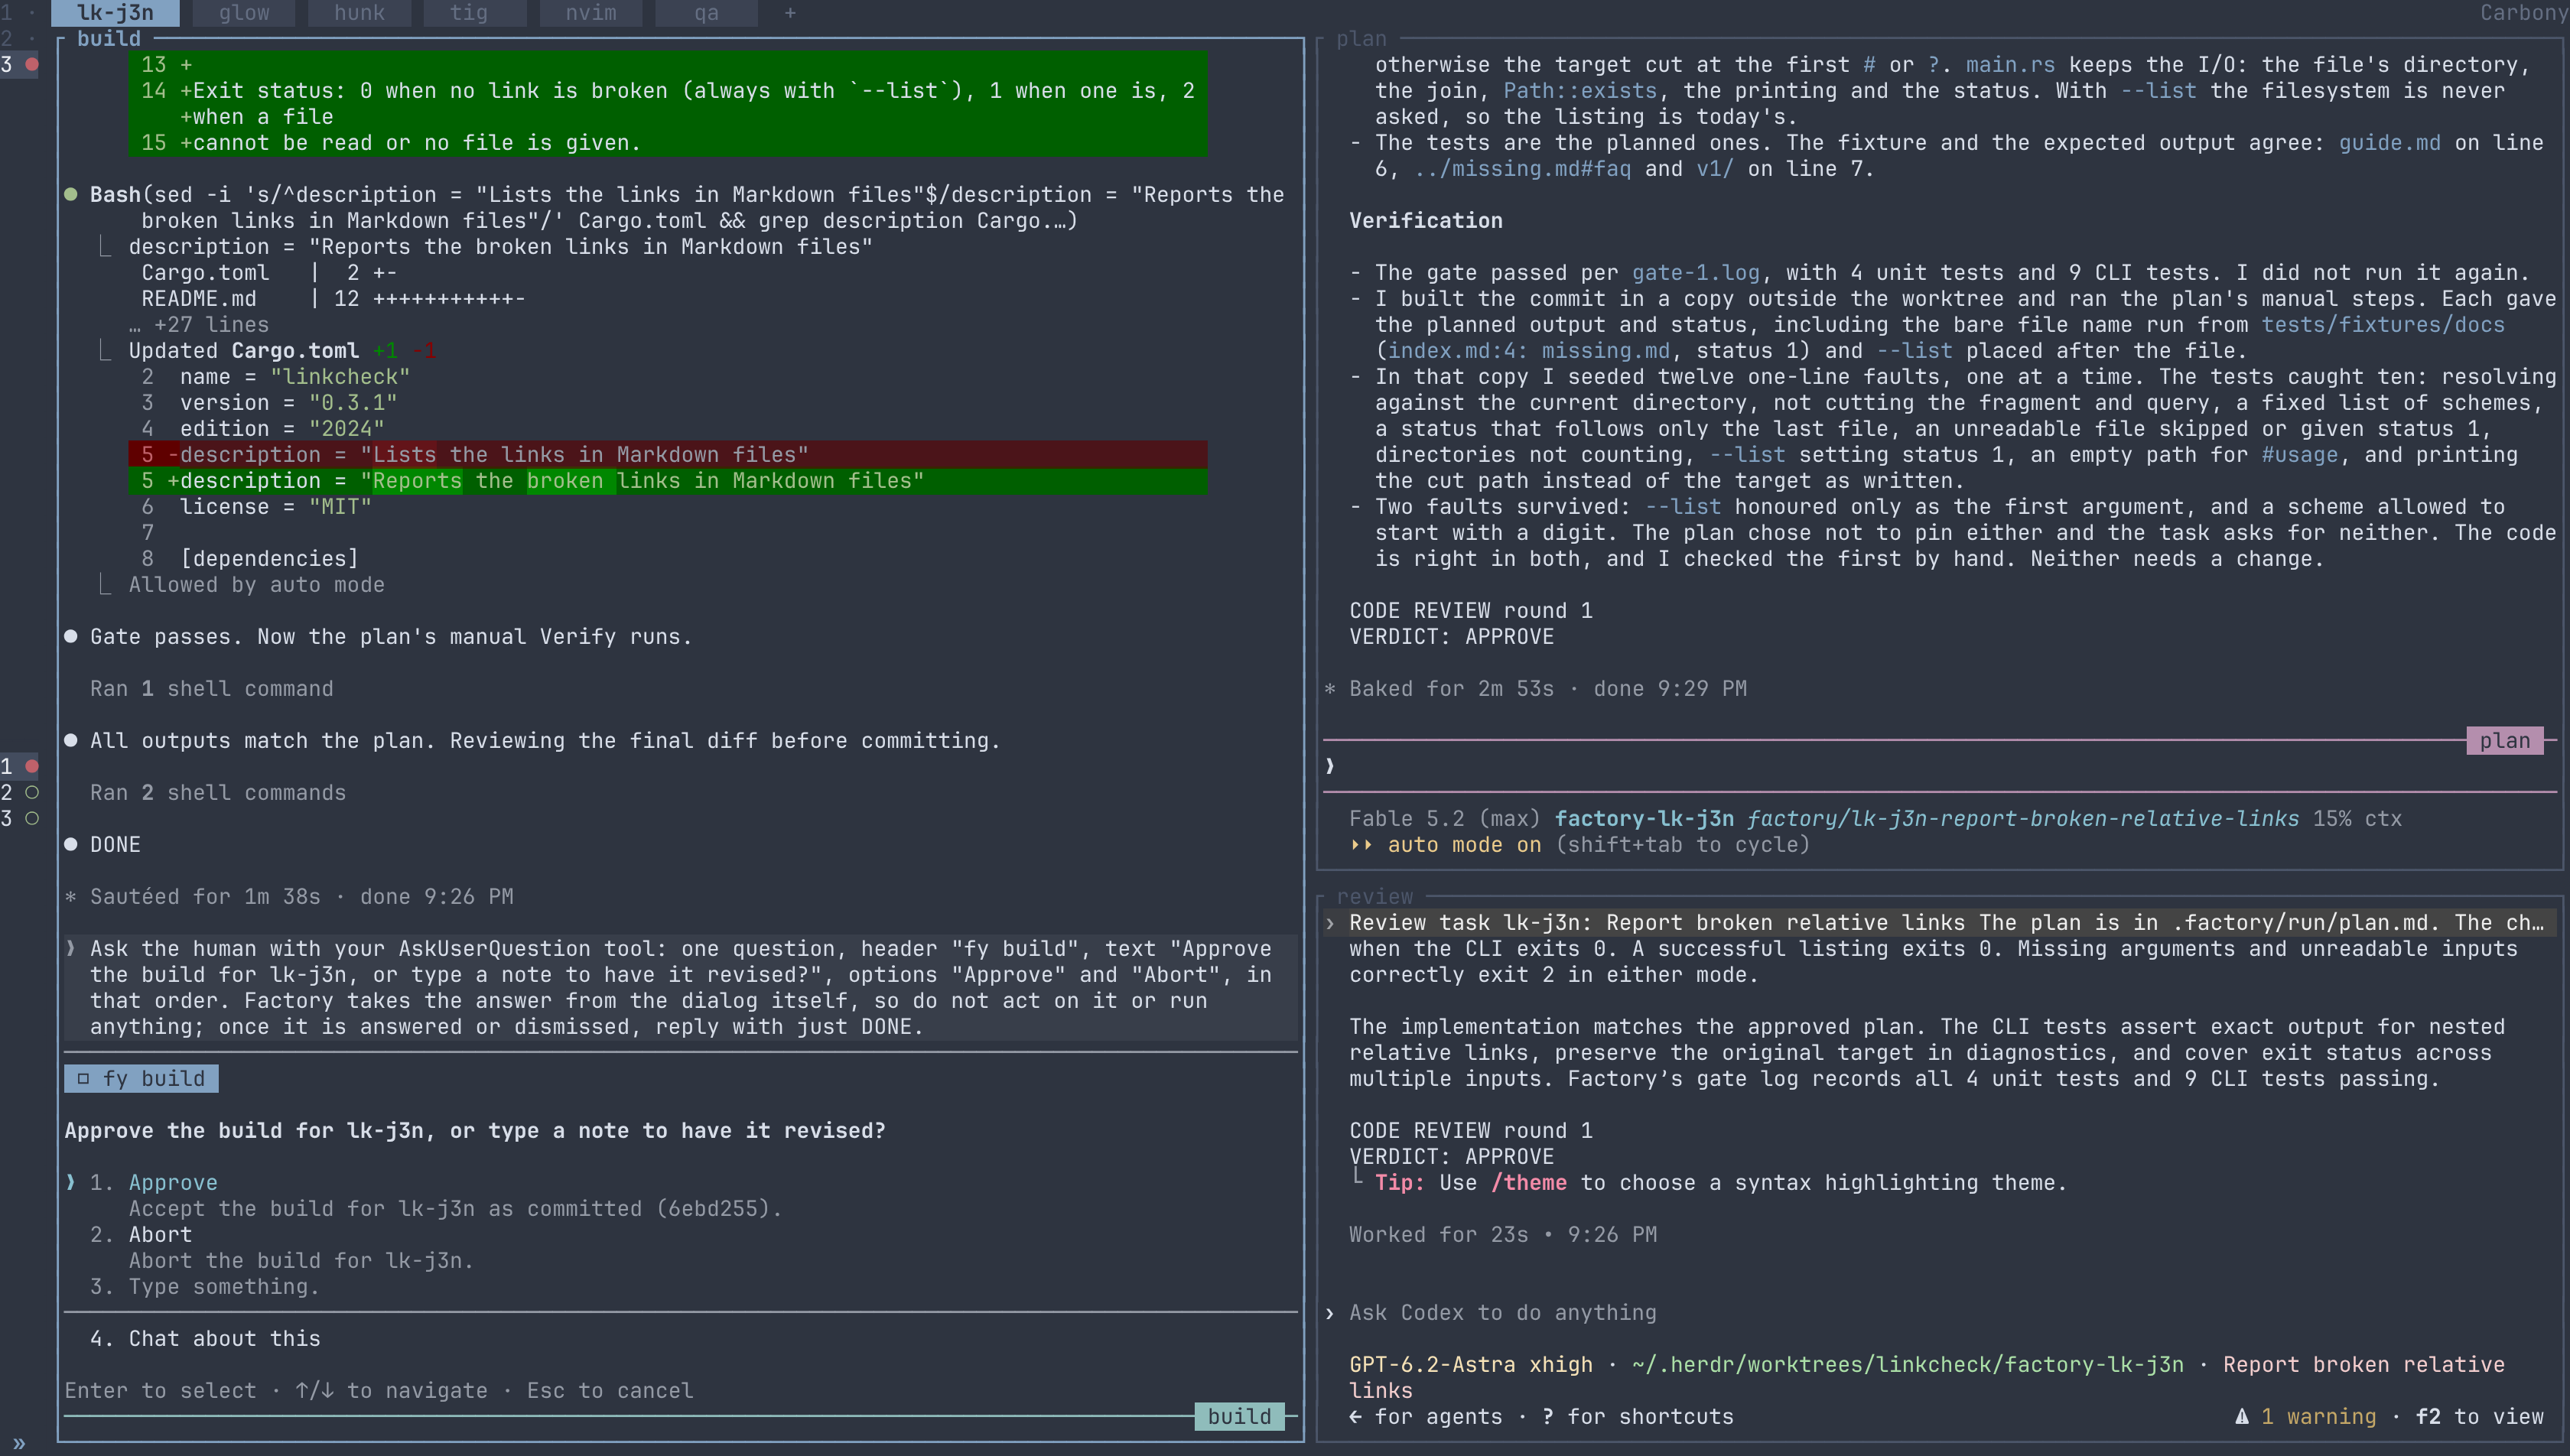 1 · lk-j3n glow hunk tig nvim qa + Carbony
2 ·
3
build
13 +
14 +Exit status: 0 when no link is broken (always with `--list`), 1 when one is, 2
+when a file
15 +cannot be read or no file is given.
● Bash(sed -i 's/^description = "Lists the links in Markdown files"$/description = "Reports the
broken links in Markdown files"/' Cargo.toml && grep description Cargo.…)
description = "Reports the broken links in Markdown files"
Cargo.toml | 2 +-
README.md | 12 +++++++++++-
… +27 lines
Updated Cargo.toml +1 -1
2 name = "linkcheck"
3 version = "0.3.1"
4 edition = "2024"
5 -description = "Lists the links in Markdown files"
5 +description = "Reports the broken links in Markdown files"
6 license = "MIT"
7
8 [dependencies]
Allowed by auto mode
● Gate passes. Now the plan's manual Verify runs.
Ran 1 shell command
● All outputs match the plan. Reviewing the final diff before committing.
1
2
3
Ran 2 shell commands
● DONE
* Sautéed for 1m 38s · done 9:26 PM
❯ Ask the human with your AskUserQuestion tool: one question, header "fy build", text "Approve
the build for lk-j3n, or type a note to have it revised?", options "Approve" and "Abort", in
that order. Factory takes the answer from the dialog itself, so do not act on it or run
anything; once it is answered or dismissed, reply with just DONE.
□ fy build
Approve the build for lk-j3n, or type a note to have it revised?
❯ 1. Approve
Accept the build for lk-j3n as committed (6ebd255).
2. Abort
Abort the build for lk-j3n.
3. Type something.
4. Chat about this
Enter to select · ↑/↓ to navigate · Esc to cancel
build
»
plan
otherwise the target cut at the first # or ?. main.rs keeps the I/O: the file's directory,
the join, Path::exists, the printing and the status. With --list the filesystem is never
asked, so the listing is today's.
- The tests are the planned ones. The fixture and the expected output agree: guide.md on line
6, ../missing.md#faq and v1/ on line 7.
Verification
- The gate passed per gate-1.log, with 4 unit tests and 9 CLI tests. I did not run it again.
- I built the commit in a copy outside the worktree and ran the plan's manual steps. Each gave
the planned output and status, including the bare file name run from tests/fixtures/docs
(index.md:4: missing.md, status 1) and --list placed after the file.
- In that copy I seeded twelve one-line faults, one at a time. The tests caught ten: resolving
against the current directory, not cutting the fragment and query, a fixed list of schemes,
a status that follows only the last file, an unreadable file skipped or given status 1,
directories not counting, --list setting status 1, an empty path for #usage, and printing
the cut path instead of the target as written.
- Two faults survived: --list honoured only as the first argument, and a scheme allowed to
start with a digit. The plan chose not to pin either and the task asks for neither. The code
is right in both, and I checked the first by hand. Neither needs a change.
CODE REVIEW round 1
VERDICT: APPROVE
* Baked for 2m 53s · done 9:29 PM
plan
❯
Fable 5.2 (max) factory-lk-j3n factory/lk-j3n-report-broken-relative-links 15% ctx
⏵⏵ auto mode on (shift+tab to cycle)
review
› Review task lk-j3n: Report broken relative links The plan is in .factory/run/plan.md. The ch…
when the CLI exits 0. A successful listing exits 0. Missing arguments and unreadable inputs
correctly exit 2 in either mode.
The implementation matches the approved plan. The CLI tests assert exact output for nested
relative links, preserve the original target in diagnostics, and cover exit status across
multiple inputs. Factory’s gate log records all 4 unit tests and 9 CLI tests passing.
CODE REVIEW round 1
VERDICT: APPROVE
└ Tip: Use /theme to choose a syntax highlighting theme.
Worked for 23s • 9:26 PM
› Ask Codex to do anything
GPT-6.2-Astra xhigh · ~/.herdr/worktrees/linkcheck/factory-lk-j3n · Report broken relative
links
← for agents · ? for shortcuts ⚠ 1 warning · f2 to view